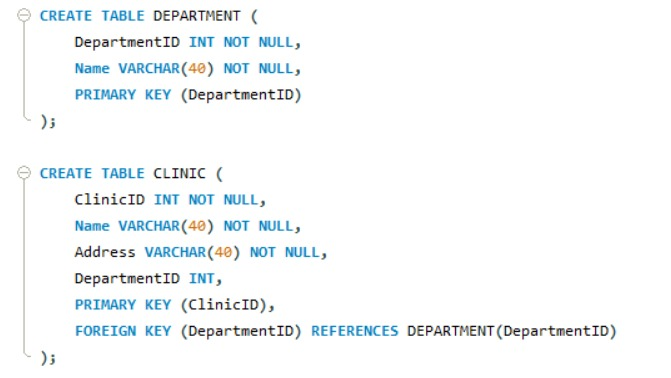 CREATE TABLE DEPARTMENT (
DepartmentID INT NOT NULL,
Name VARCHAR(40) NOT NULL,
PRIMARY KEY (DepartmentID)
);
CREATE TABLE CLINIC (
ClinicID INT NOT NULL,
Name VARCHAR(40) NOT NULL,
Address VARCHAR(40) NOT NULL,
DepartmentID INT,
PRIMARY KEY (ClinicID),
FOREIGN KEY (DepartmentID) REFERENCES DEPARTMENT(DepartmentID)
);